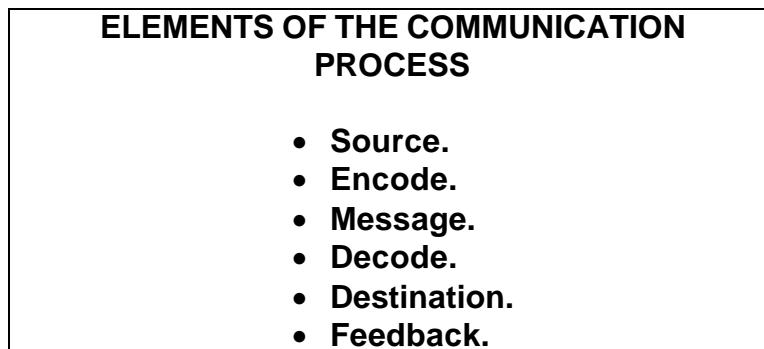 ELEMENTS OF THE COMMUNICATION
PROCESS
• Source.
• Encode.
• Message.
• Decode.
• Destination.
• Feedback.